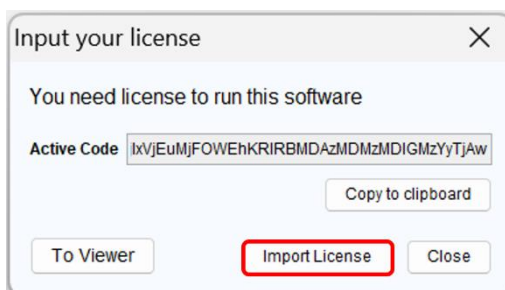 Input your license
You need license to run this software
Active Code IxVjEuMjFOWEhKRIRBMDAzMDMzMDIGMzYyTjAw
Copy to clipboard
To Viewer Import License Close